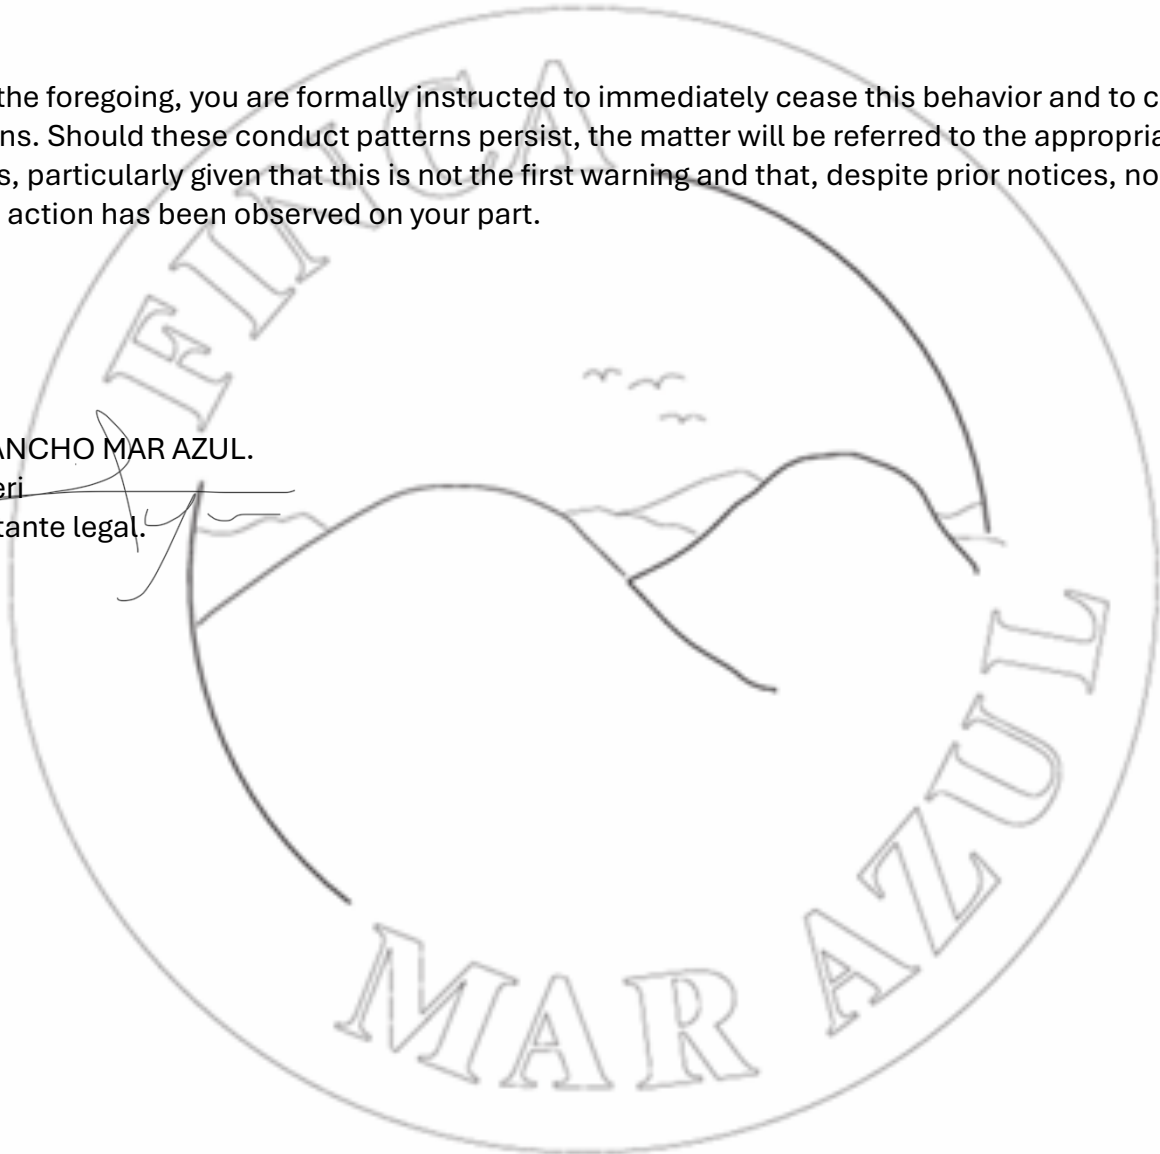 the foregoing, you are formally instructed to immediately cease this behavior and to c
ns. Should these conduct patterns persist, the matter will be referred to the appropria
s, particularly given that this is not the first warning and that, despite prior notices, no
action has been observed on your part.
ANCHO MAR AZUL.
eri
tante legal.
FINCA
MAR AZUL